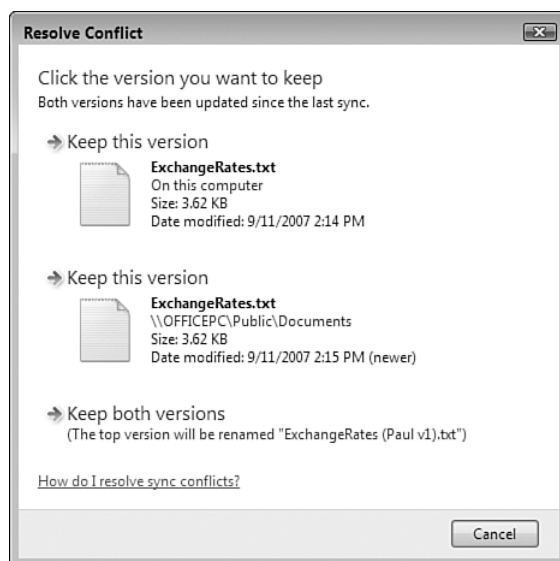 Resolve Conflict
Click the version you want to keep
Both versions have been updated since the last sync.
Keep this version
ExchangeRates.txt
On this computer
Size: 3.62 KB
Date modified: 9/11/2007 2:14 PM
Keep this version
ExchangeRates.txt
\\OFFICEPC\Public\Documents
Size: 3.62 KB
Date modified: 9/11/2007 2:15 PM (newer)
Keep both versions
(The top version will be renamed "ExchangeRates (Paul v1).txt")
How do I resolve sync conflicts?
Cancel